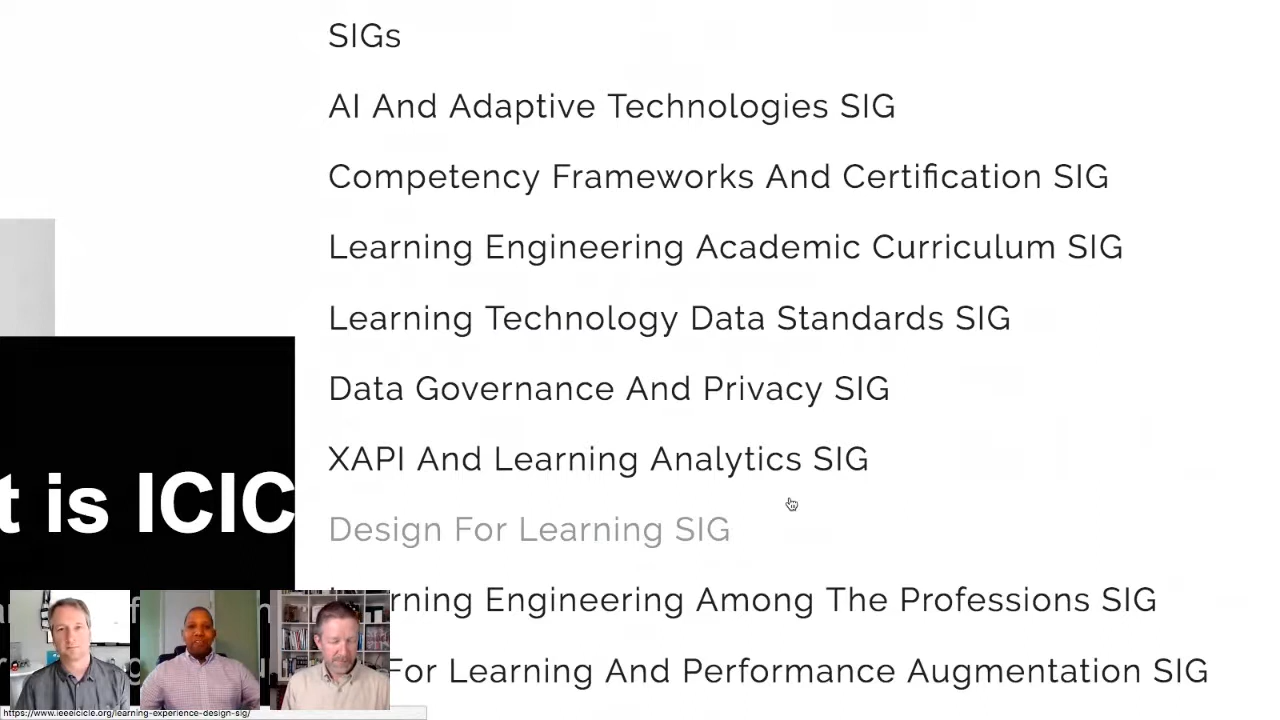 SIGs
AI And Adaptive Technologies SIG
Competency Frameworks And Certification SIG
Learning Engineering Academic Curriculum SIG
Learning Technology Data Standards SIG
Data Governance And Privacy SIG
XAPI And Learning Analytics SIG
t is ICIC
Design For Learning SIG
rning Engineering Among The Professions SIG
For Learning And Performance Augmentation SIG
https://www.ieeeicicle.org/learning-experience-design-sig/